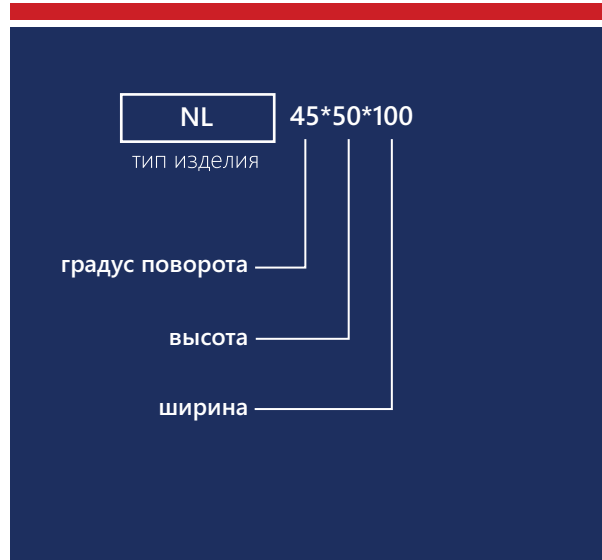 NL 45*50*100
тип изделия
градус поворота
высота
ширина